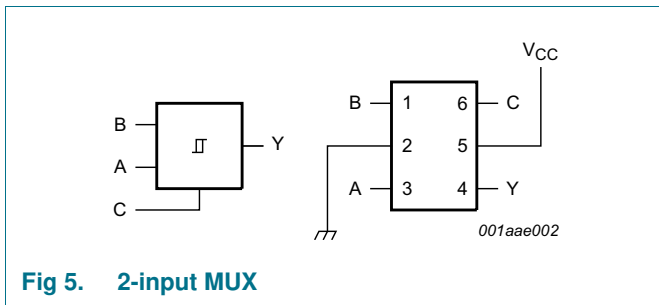 VCC
B 1 6 C
B
Y
2 5
A
A 3 4 Y
C
001aae002
Fig 5. 2-input MUX